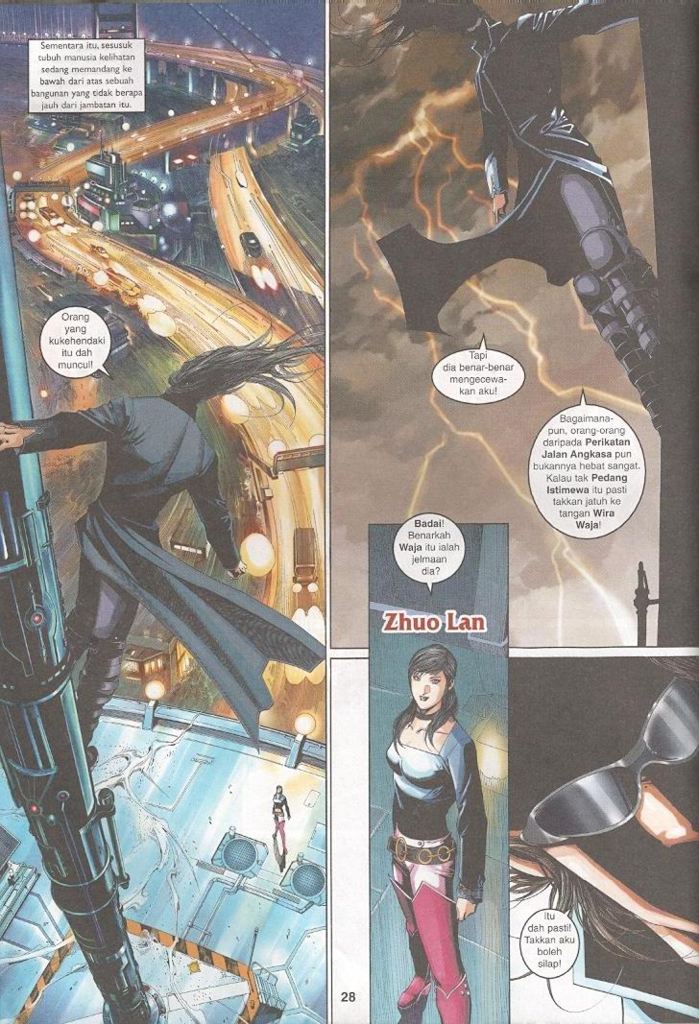 Sementara itu, sesusuk
tubuh manusia kelihatan
sedang memandang ke
bawah dari atas sebuah
bangunan yang tidak berapa
jauh dari jambatan itu.
Orang
yang
kukehendaki
itu dah
muncul!
Tapi
dia benar-benar
mengecewa-
kan aku!
Bagaimana-
pun, orang-orang
daripada Perikatan
Jalan Angkasa pun
bukannya hebat sangat.
Kalau tak Pedang
Istimewa itu pasti
takkan jatuh ke
tangan Wira
Waja!
Badai!
Benarkah
Waja itu ialah
jelmaan
dia?
Zhuo Lan
Itu
dah pasti!
Takkan aku
boleh
silap!
28